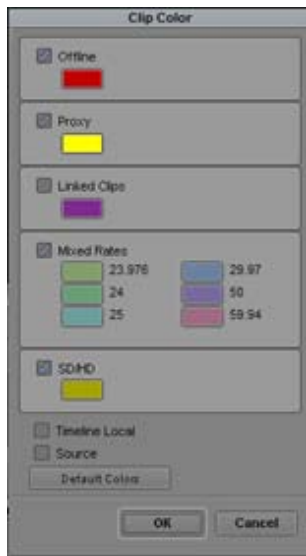 Clip Color
Offline
Proxy
Linked Clips
Mixed Rates
23.976 29.97
24 50
25 59.94
SD/HD
Timeline Local
Source
Default Colors
OK Cancel